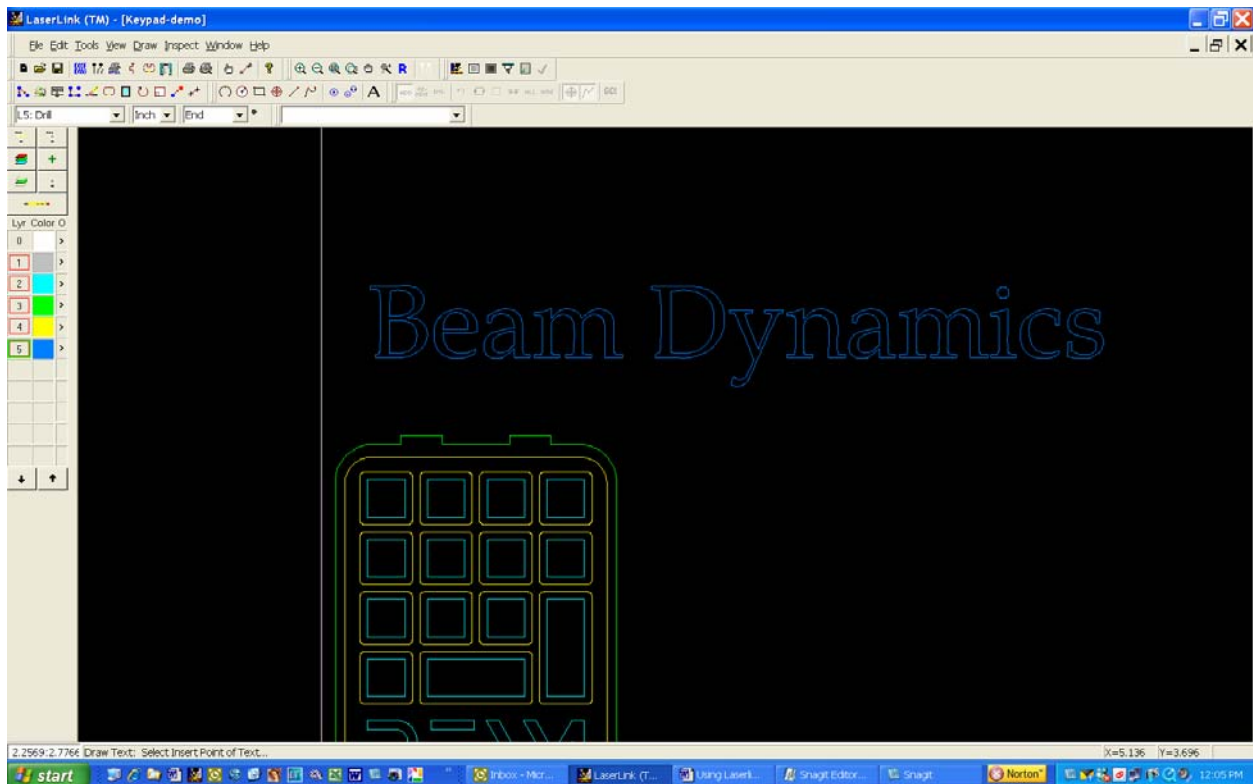 LaserLink (TM) - [Keypad-demo]
File Edit Tools View Draw Inspect Window Help
R
A
L5: Drill Inch End
Lyr Color O
0
1
2
3
4
5
Beam Dynamics
2.2569:2.7766 Draw Text: Select Insert Point of Text... X=5.136 Y=3.696
start Inbox - Micr... LaserLink (T... Using Laserli... Snagit Editor... Snagit Norton 12:05 PM